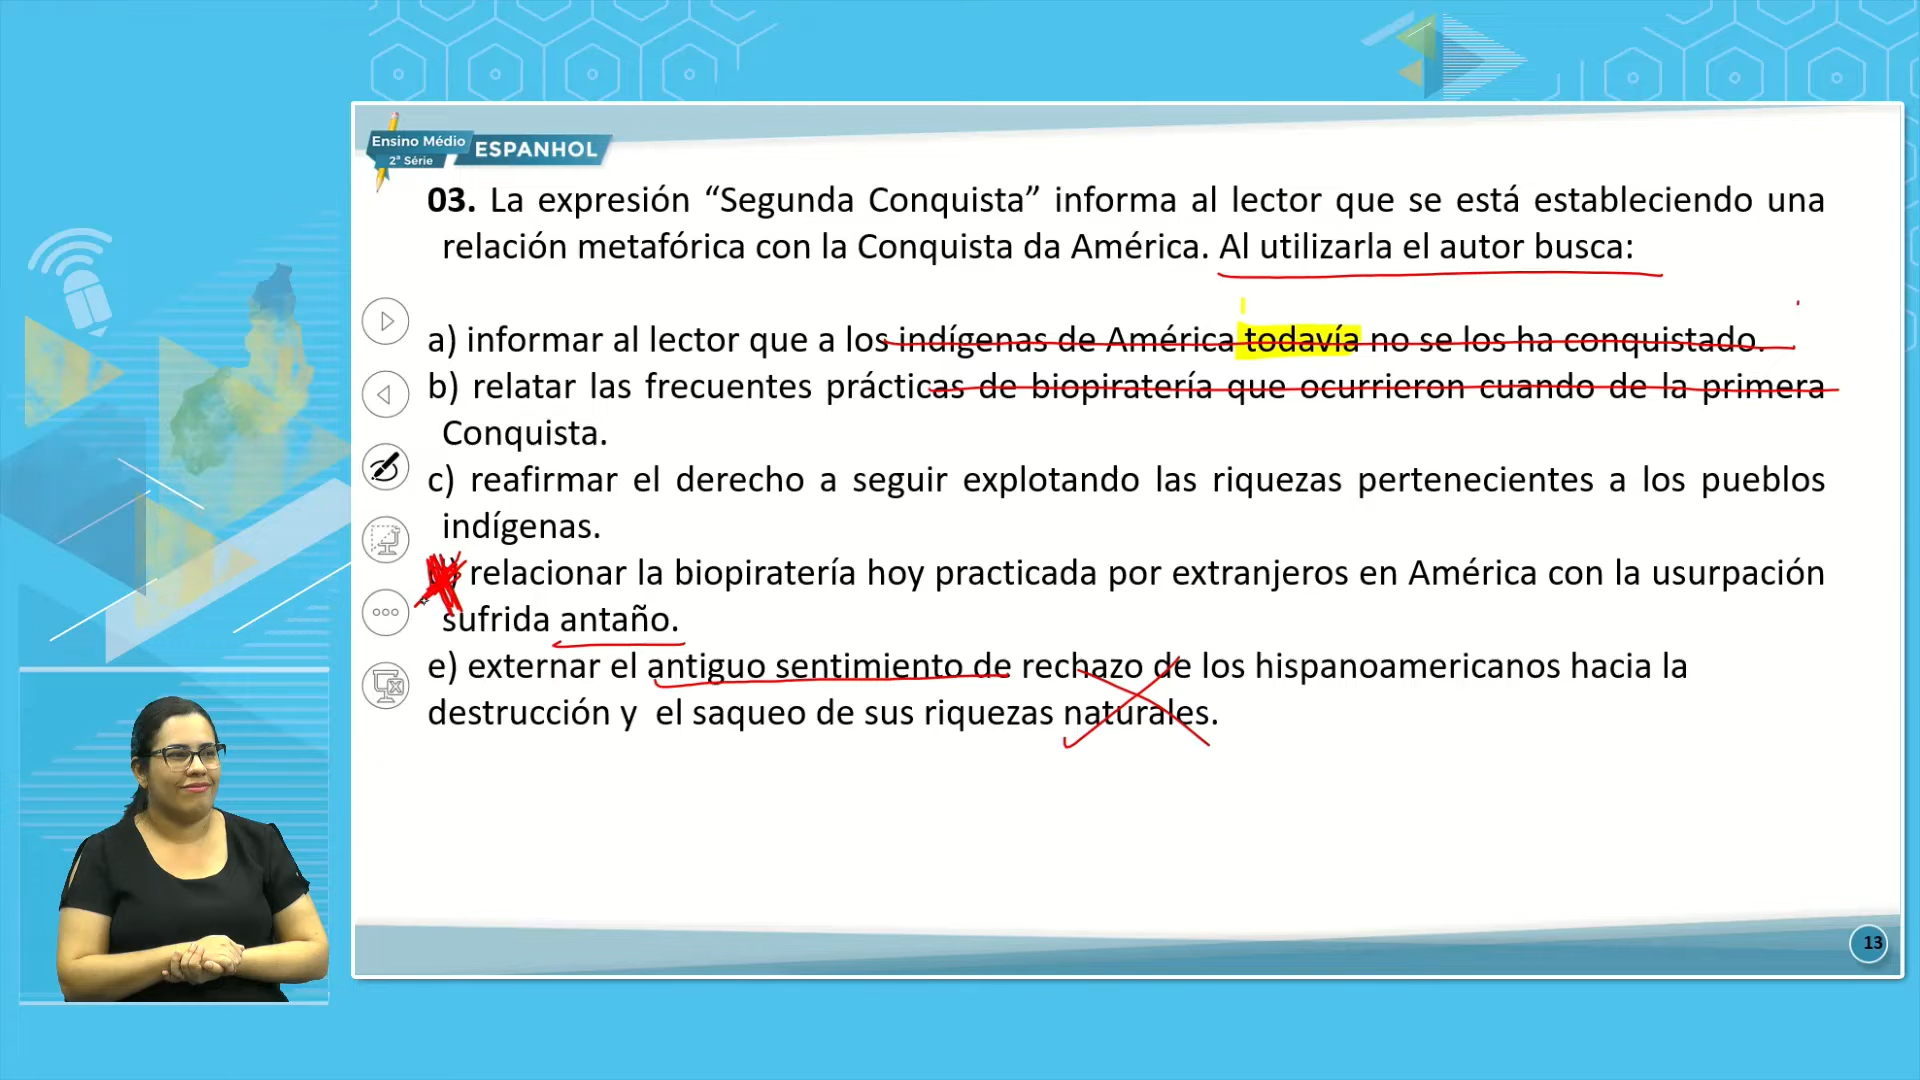 Ensino Médio
2ª Série
ESPANHOL
03. La expresión “Segunda Conquista” informa al lector que se está estableciendo una
relación metafórica con la Conquista da América. Al utilizarla el autor busca:
a) informar al lector que a los indígenas de América todavía no se los ha conquistado.
b) relatar las frecuentes prácticas de biopiratería que ocurrieron cuando de la primera
Conquista.
c) reafirmar el derecho a seguir explotando las riquezas pertenecientes a los pueblos
indígenas.
relacionar la biopiratería hoy practicada por extranjeros en América con la usurpación
sufrida antaño.
e) externar el antiguo sentimiento de rechazo de los hispanoamericanos hacia la
destrucción y el saqueo de sus riquezas naturales.
13